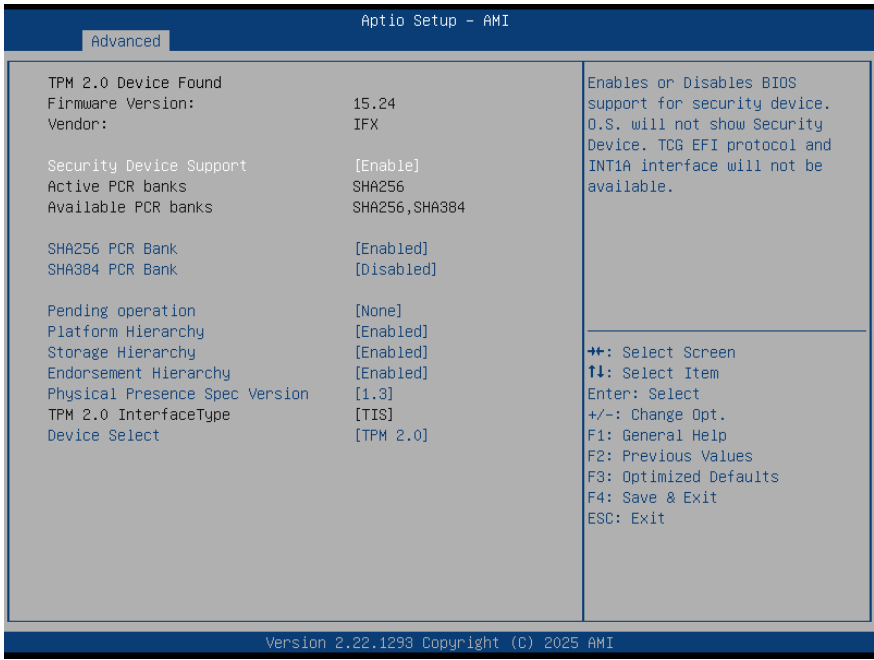 Aptio Setup – AMI
Advanced
TPM 2.0 Device Found
Firmware Version: 15.24
Vendor: IFX
Security Device Support [Enable]
Active PCR banks SHA256
Available PCR banks SHA256,SHA384
SHA256 PCR Bank [Enabled]
SHA384 PCR Bank [Disabled]
Pending operation [None]
Platform Hierarchy [Enabled]
Storage Hierarchy [Enabled]
Endorsement Hierarchy [Enabled]
Physical Presence Spec Version [1.3]
TPM 2.0 InterfaceType [TIS]
Device Select [TPM 2.0]
Enables or Disables BIOS
support for security device.
O.S. will not show Security
Device. TCG EFI protocol and
INT1A interface will not be
available.
→←: Select Screen
↑↓: Select Item
Enter: Select
+/-: Change Opt.
F1: General Help
F2: Previous Values
F3: Optimized Defaults
F4: Save & Exit
ESC: Exit
Version 2.22.1293 Copyright (C) 2025 AMI